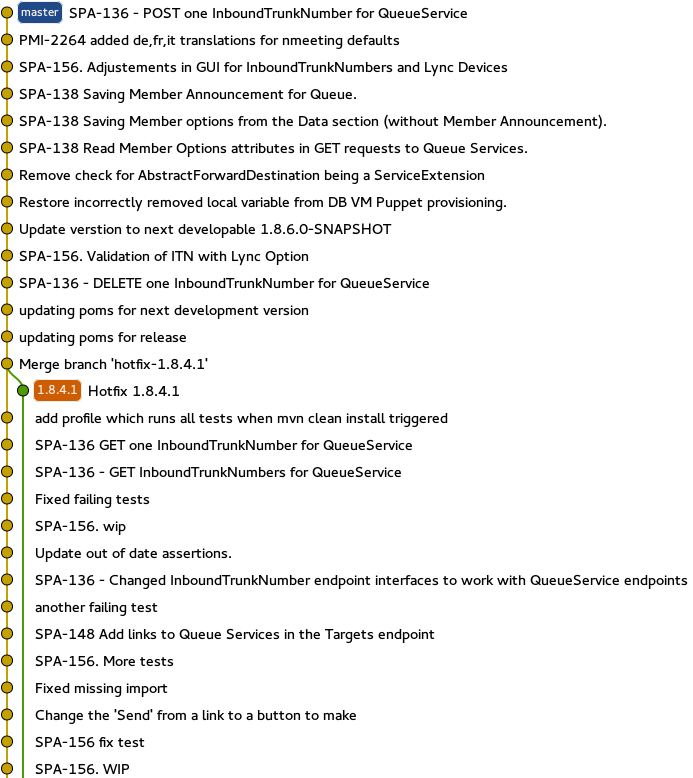 master SPA-136 - POST one InboundTrunkNumber for QueueService
PMI-2264 added de,fr,it translations for nmeeting defaults
SPA-156. Adjustements in GUI for InboundTrunkNumbers and Lync Devices
SPA-138 Saving Member Announcement for Queue.
SPA-138 Saving Member options from the Data section (without Member Announcement).
SPA-138 Read Member Options attributes in GET requests to Queue Services.
Remove check for AbstractForwardDestination being a ServiceExtension
Restore incorrectly removed local variable from DB VM Puppet provisioning.
Update verstion to next developable 1.8.6.0-SNAPSHOT
SPA-156. Validation of ITN with Lync Option
SPA-136 - DELETE one InboundTrunkNumber for QueueService
updating poms for next development version
updating poms for release
Merge branch 'hotfix-1.8.4.1'
1.8.4.1 Hotfix 1.8.4.1
add profile which runs all tests when mvn clean install triggered
SPA-136 GET one InboundTrunkNumber for QueueService
SPA-136 - GET InboundTrunkNumbers for QueueService
Fixed failing tests
SPA-156. wip
Update out of date assertions.
SPA-136 - Changed InboundTrunkNumber endpoint interfaces to work with QueueService endpoints
another failing test
SPA-148 Add links to Queue Services in the Targets endpoint
SPA-156. More tests
Fixed missing import
Change the 'Send' from a link to a button to make
SPA-156 fix test
SPA-156. WIP